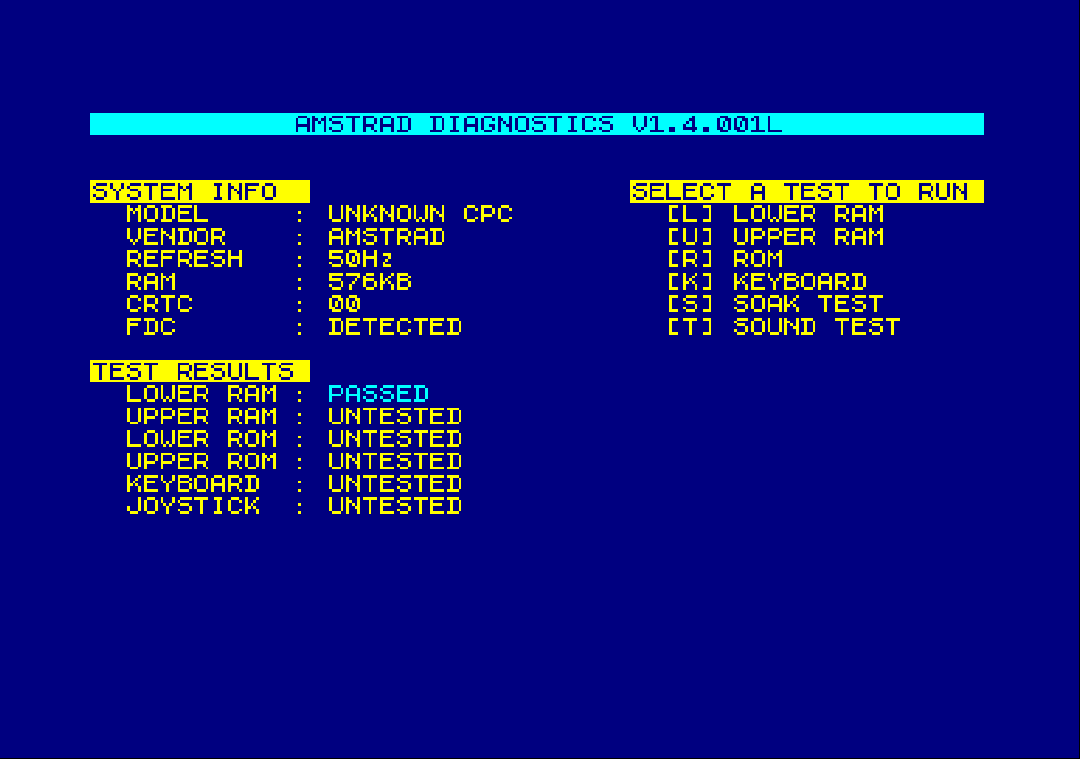 AMSTRAD DIAGNOSTICS V1.4.001L
SYSTEM INFO
MODEL : UNKNOWN CPC
VENDOR : AMSTRAD
REFRESH : 50Hz
RAM : 576KB
CRTC : 00
FDC : DETECTED
TEST RESULTS
LOWER RAM : PASSED
UPPER RAM : UNTESTED
LOWER ROM : UNTESTED
UPPER ROM : UNTESTED
KEYBOARD : UNTESTED
JOYSTICK : UNTESTED
SELECT A TEST TO RUN
[L] LOWER RAM
[U] UPPER RAM
[R] ROM
[K] KEYBOARD
[S] SOAK TEST
[T] SOUND TEST